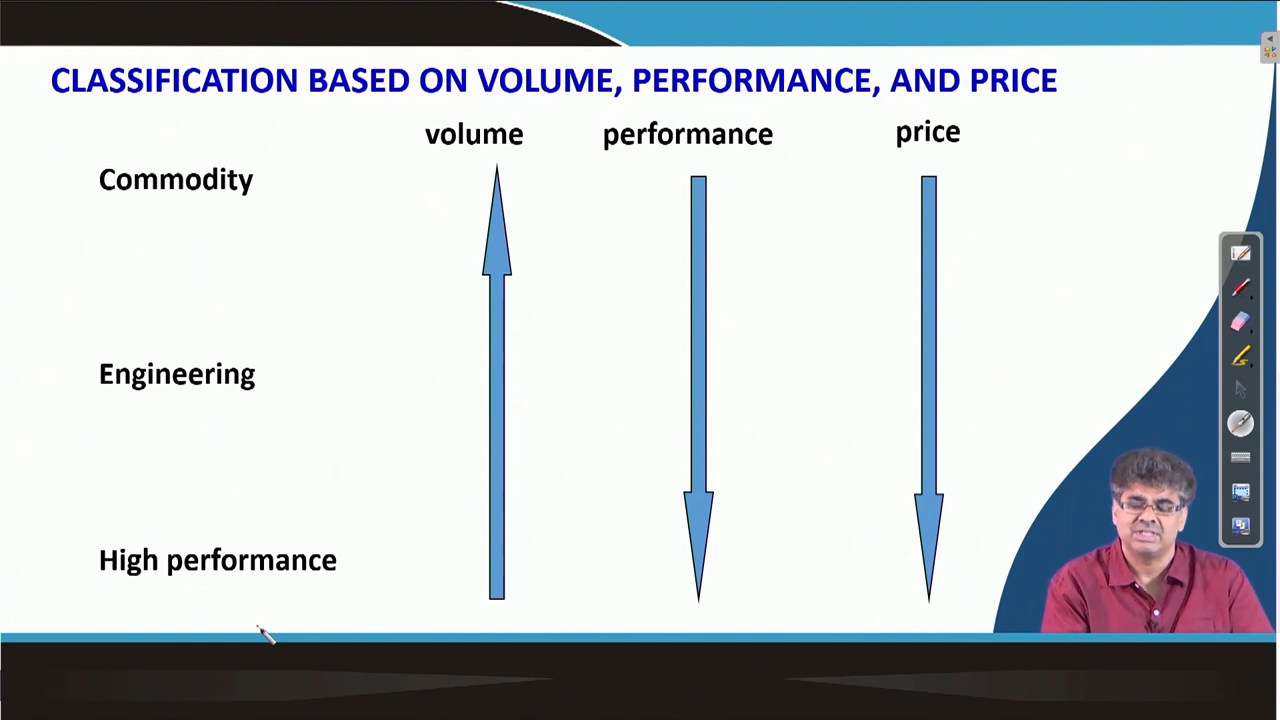 CLASSIFICATION BASED ON VOLUME, PERFORMANCE, AND PRICE
volume performance price
Commodity
Engineering
High performance